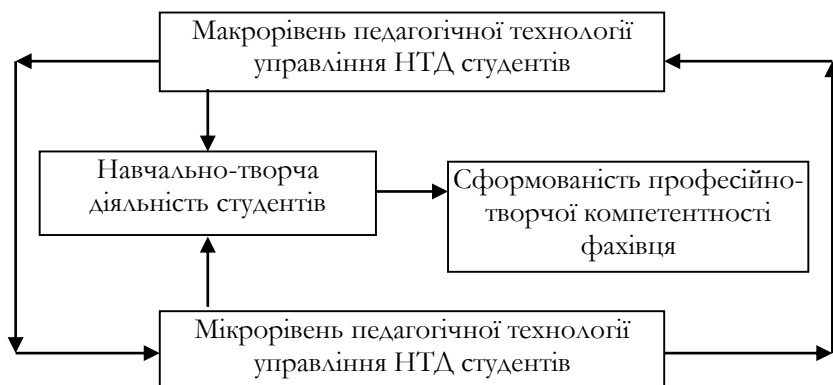 Макрорівень педагогічної технології
управління НТД студентів
Навчально-творча
діяльність студентів
Сформованість професійно-
творчої компетентності
фахівця
Мікрорівень педагогічної технології
управління НТД студентів